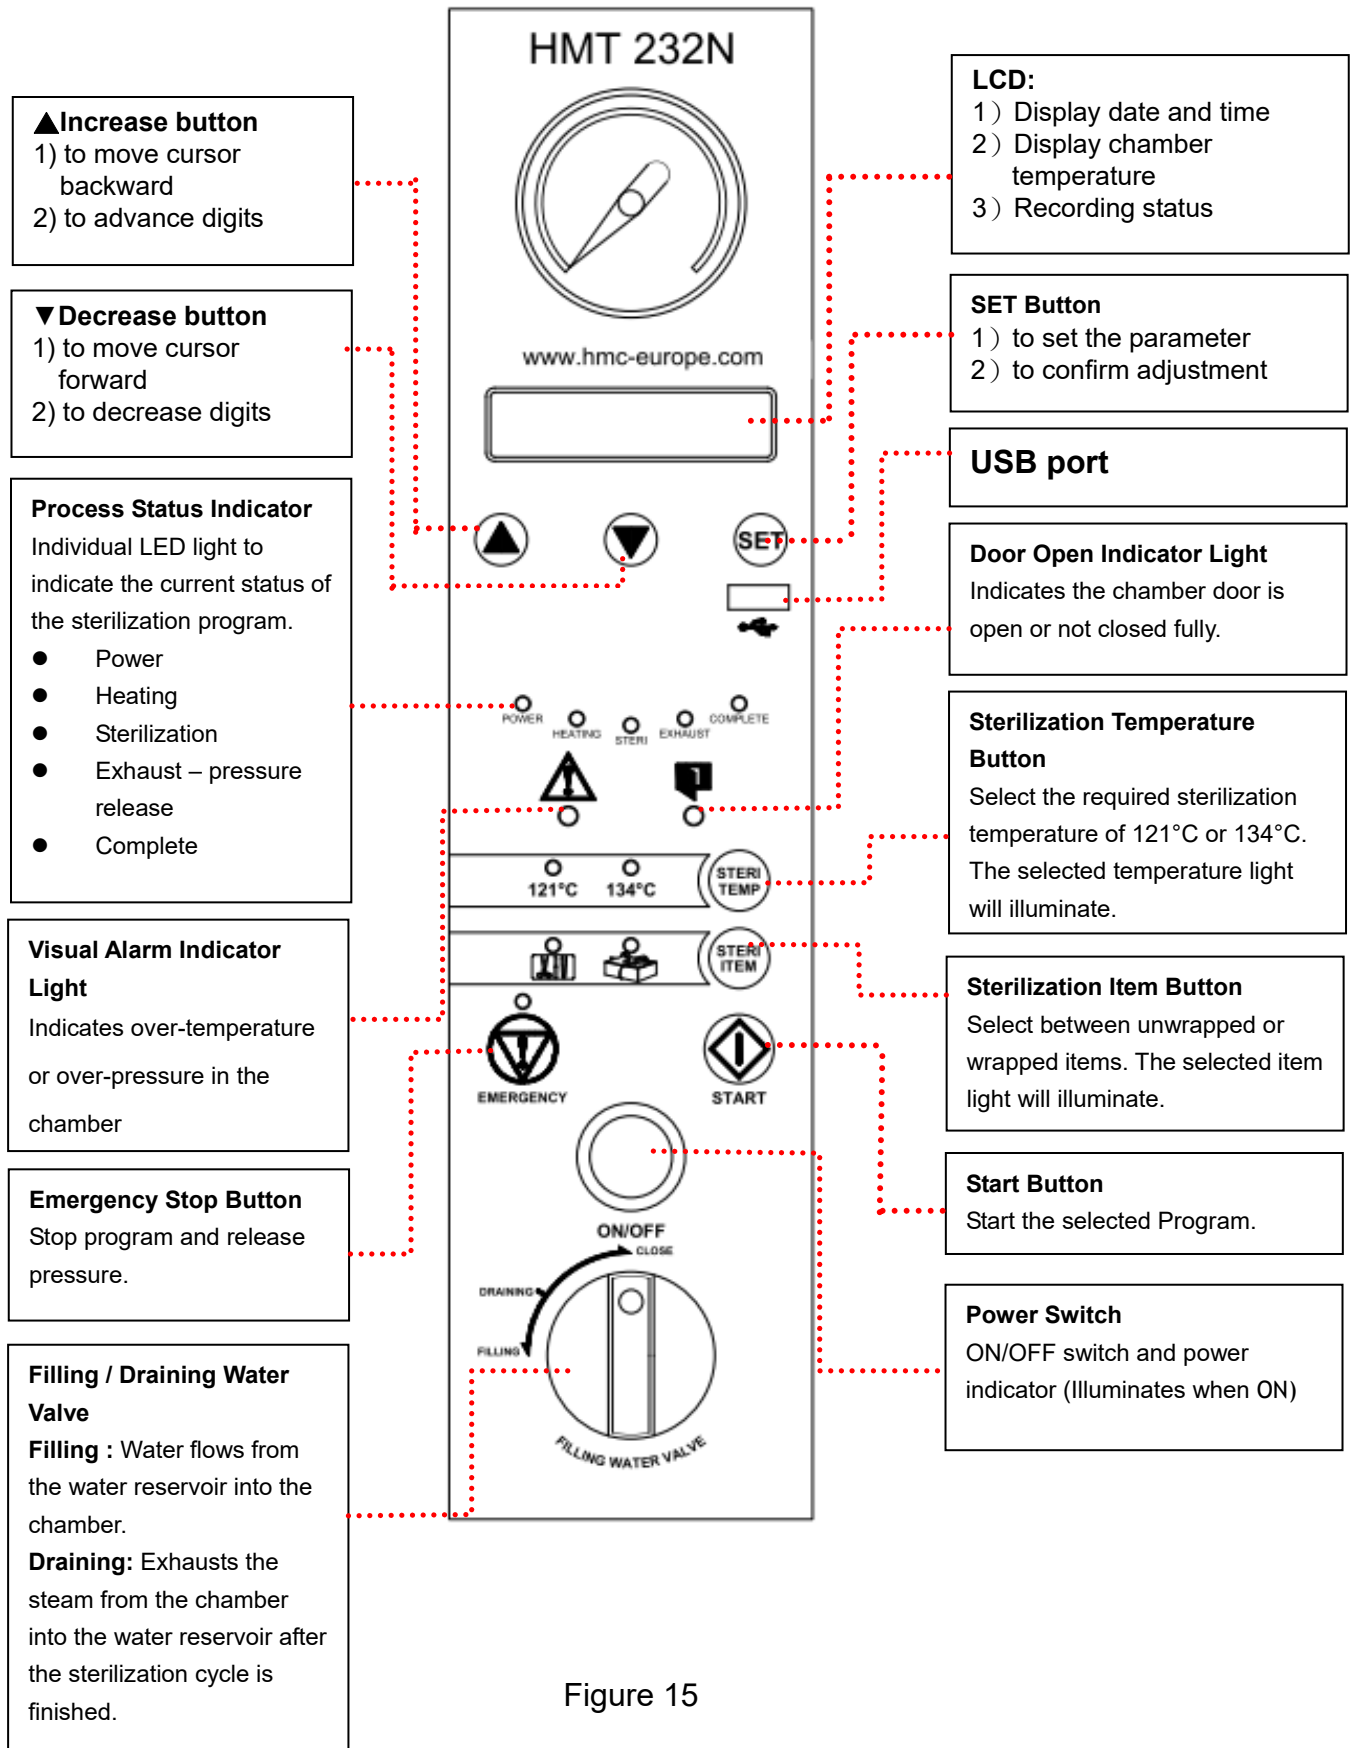 HMT 232N
▲Increase button
1) to move cursor
backward
2) to advance digits
▼Decrease button
1) to move cursor
forward
2) to decrease digits
Process Status Indicator
Individual LED light to
indicate the current status of
the sterilization program.
● Power
● Heating
● Sterilization
● Exhaust – pressure
release
● Complete
Visual Alarm Indicator
Light
Indicates over-temperature
or over-pressure in the
chamber
Emergency Stop Button
Stop program and release
pressure.
Filling / Draining Water
Valve
Filling : Water flows from
the water reservoir into the
chamber.
Draining: Exhausts the
steam from the chamber
into the water reservoir after
the sterilization cycle is
finished.
www.hmc-europe.com
SET
POWER
HEATING
STERI
EXHAUST
COMPLETE
121°C
134°C
STERI
TEMP
STERI
ITEM
EMERGENCY
START
ON/OFF
CLOSE
DRAINING
FILLING
FILLING WATER VALVE
LCD:
1）Display date and time
2）Display chamber
temperature
3）Recording status
SET Button
1）to set the parameter
2）to confirm adjustment
USB port
Door Open Indicator Light
Indicates the chamber door is
open or not closed fully.
Sterilization Temperature
Button
Select the required sterilization
temperature of 121°C or 134°C.
The selected temperature light
will illuminate.
Sterilization Item Button
Select between unwrapped or
wrapped items. The selected item
light will illuminate.
Start Button
Start the selected Program.
Power Switch
ON/OFF switch and power
indicator (Illuminates when ON)
Figure 15